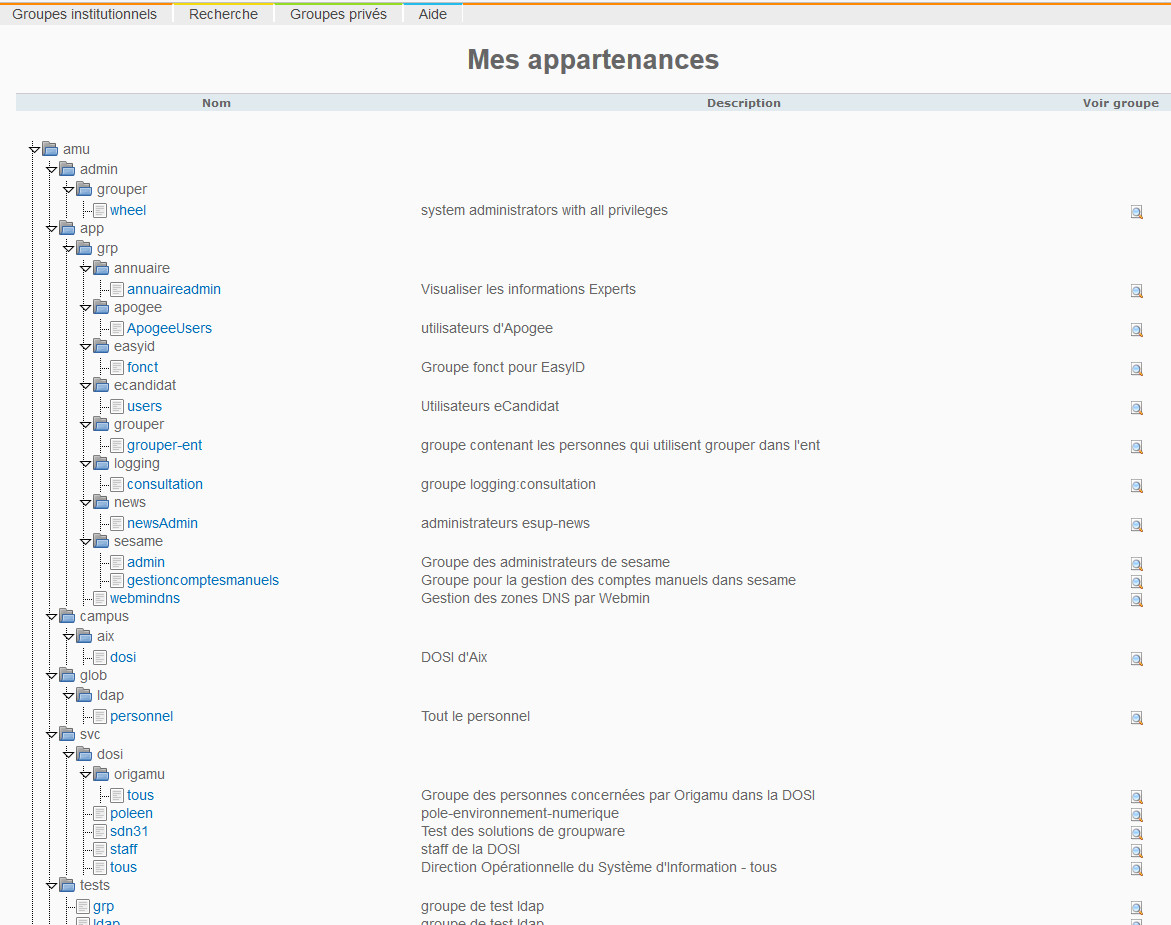 Groupes institutionnels Recherche Groupes privés Aide
Mes appartenances
Nom Description Voir groupe
amu
admin
grouper
wheel system administrators with all privileges
app
grp
annuaire
annuaireadmin Visualiser les informations Experts
apogee
ApogeeUsers utilisateurs d'Apogee
easyid
fonct Groupe fonct pour EasyID
ecandidat
users Utilisateurs eCandidat
grouper
grouper-ent groupe contenant les personnes qui utilisent grouper dans l'ent
logging
consultation groupe logging:consultation
news
newsAdmin administrateurs esup-news
sesame
admin Groupe des administrateurs de sesame
gestioncomptesmanuels Groupe pour la gestion des comptes manuels dans sesame
webmindns Gestion des zones DNS par Webmin
campus
aix
dosi DOSI d'Aix
glob
ldap
personnel Tout le personnel
svc
dosi
origamu
tous Groupe des personnes concernées par Origamu dans la DOSI
poleen pole-environnement-numerique
sdn31 Test des solutions de groupware
staff staff de la DOSI
tous Direction Opérationnelle du Système d'Information - tous
tests
grp groupe de test ldap
ldap groupe de test ldap